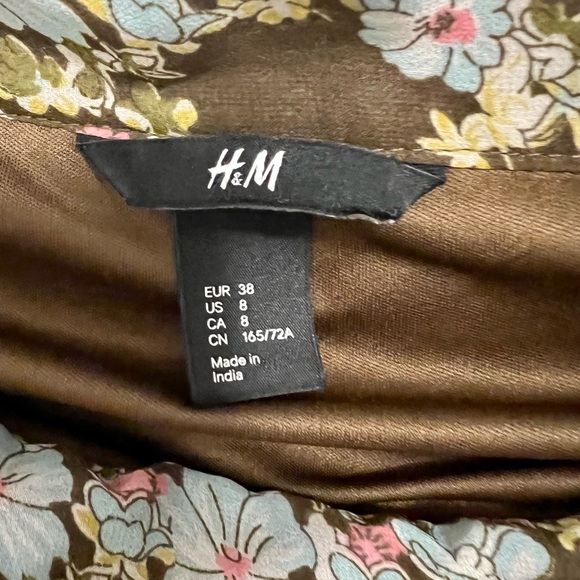 H&M
EUR 38
US 8
CA 8
CN 165/72A
Made in
India